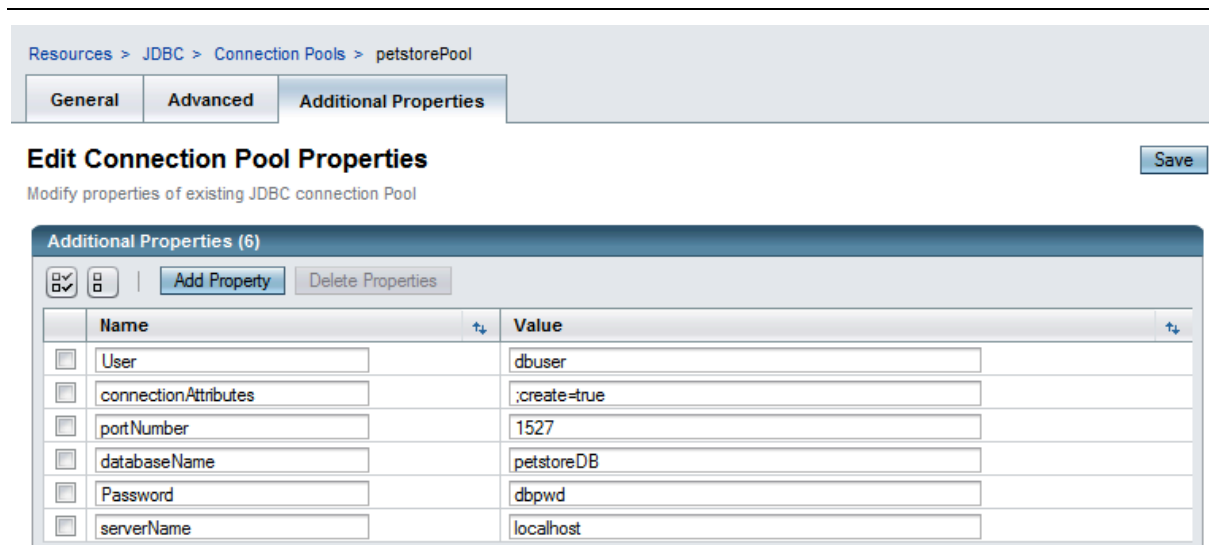 Resources > JDBC > Connection Pools > petstorePool
General Advanced Additional Properties
Edit Connection Pool Properties Save
Modify properties of existing JDBC connection Pool
Additional Properties (6)
| Add Property Delete Properties
Name Value
User dbuser
connectionAttributes ;create=true
portNumber 1527
databaseName petstoreDB
Password dbpwd
serverName localhost